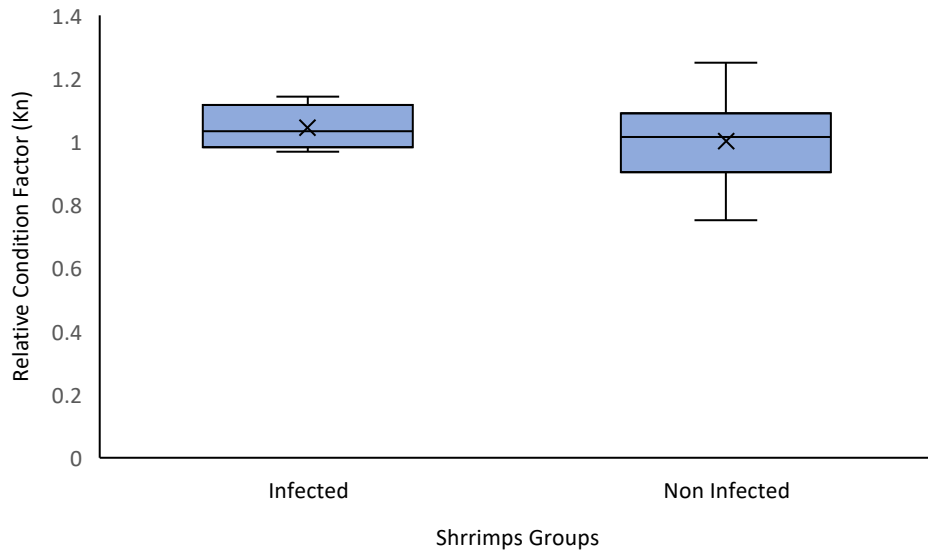 1.4
1.2
1
0.8
0.6
0.4
0.2
0
Relative Condition Factor (Kn)
Infected
Non Infected
Shrrimps Groups